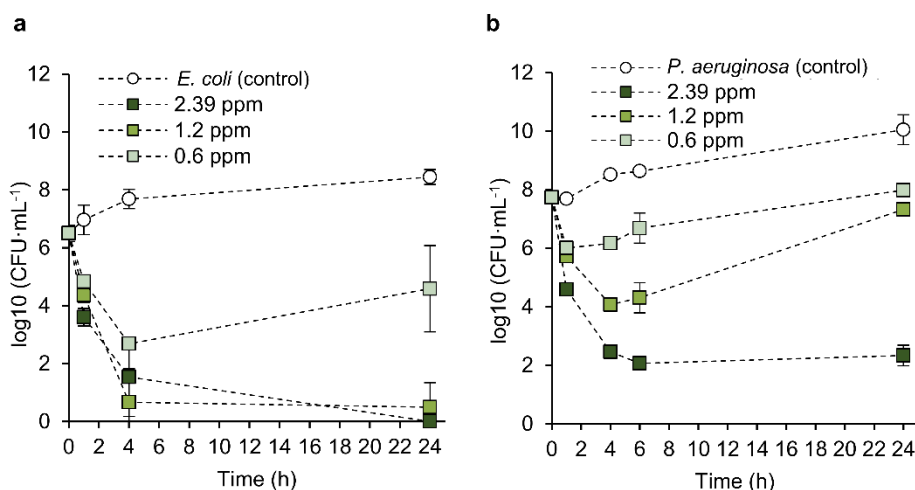 a
E. coli (control)
2.39 ppm
1.2 ppm
0.6 ppm
12
10
8
6
4
2
0
log10 (CFU·mL⁻¹)
0 2 4 6 8 10 12 14 16 18 20 22 24
Time (h)
b
P. aeruginosa (control)
2.39 ppm
1.2 ppm
0.6 ppm
12
10
8
6
4
2
0
log10 (CFU·mL⁻¹)
0 2 4 6 8 10 12 14 16 18 20 22 24
Time (h)